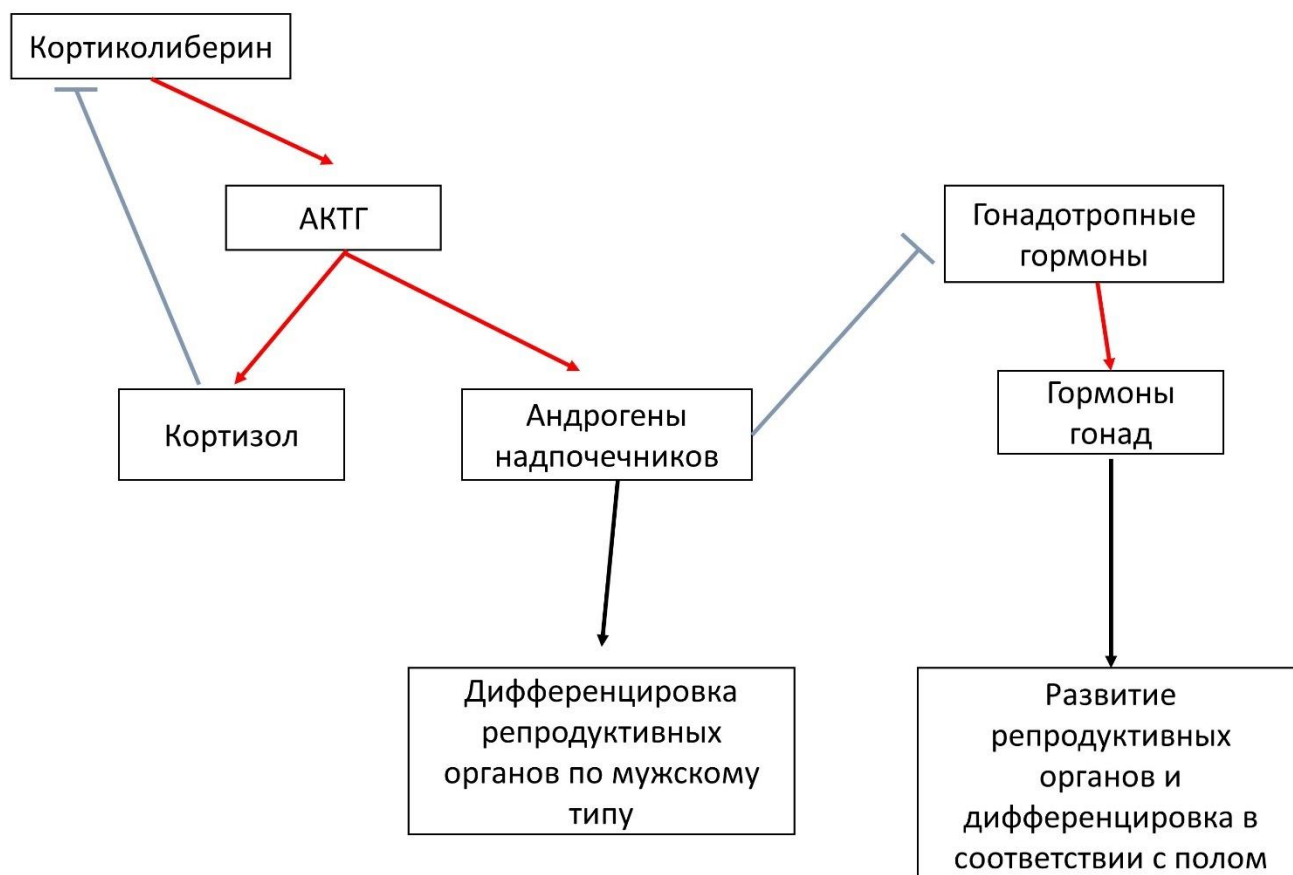 Кортиколиберин
АКТГ
Гонадотропные
гормоны
Кортизол
Андрогены
надпочечников
Гормоны
гонад
Дифференцировка
репродуктивных
органов по мужскому
типу
Развитие
репродуктивных
органов и
дифференцировка в
соответствии с полом